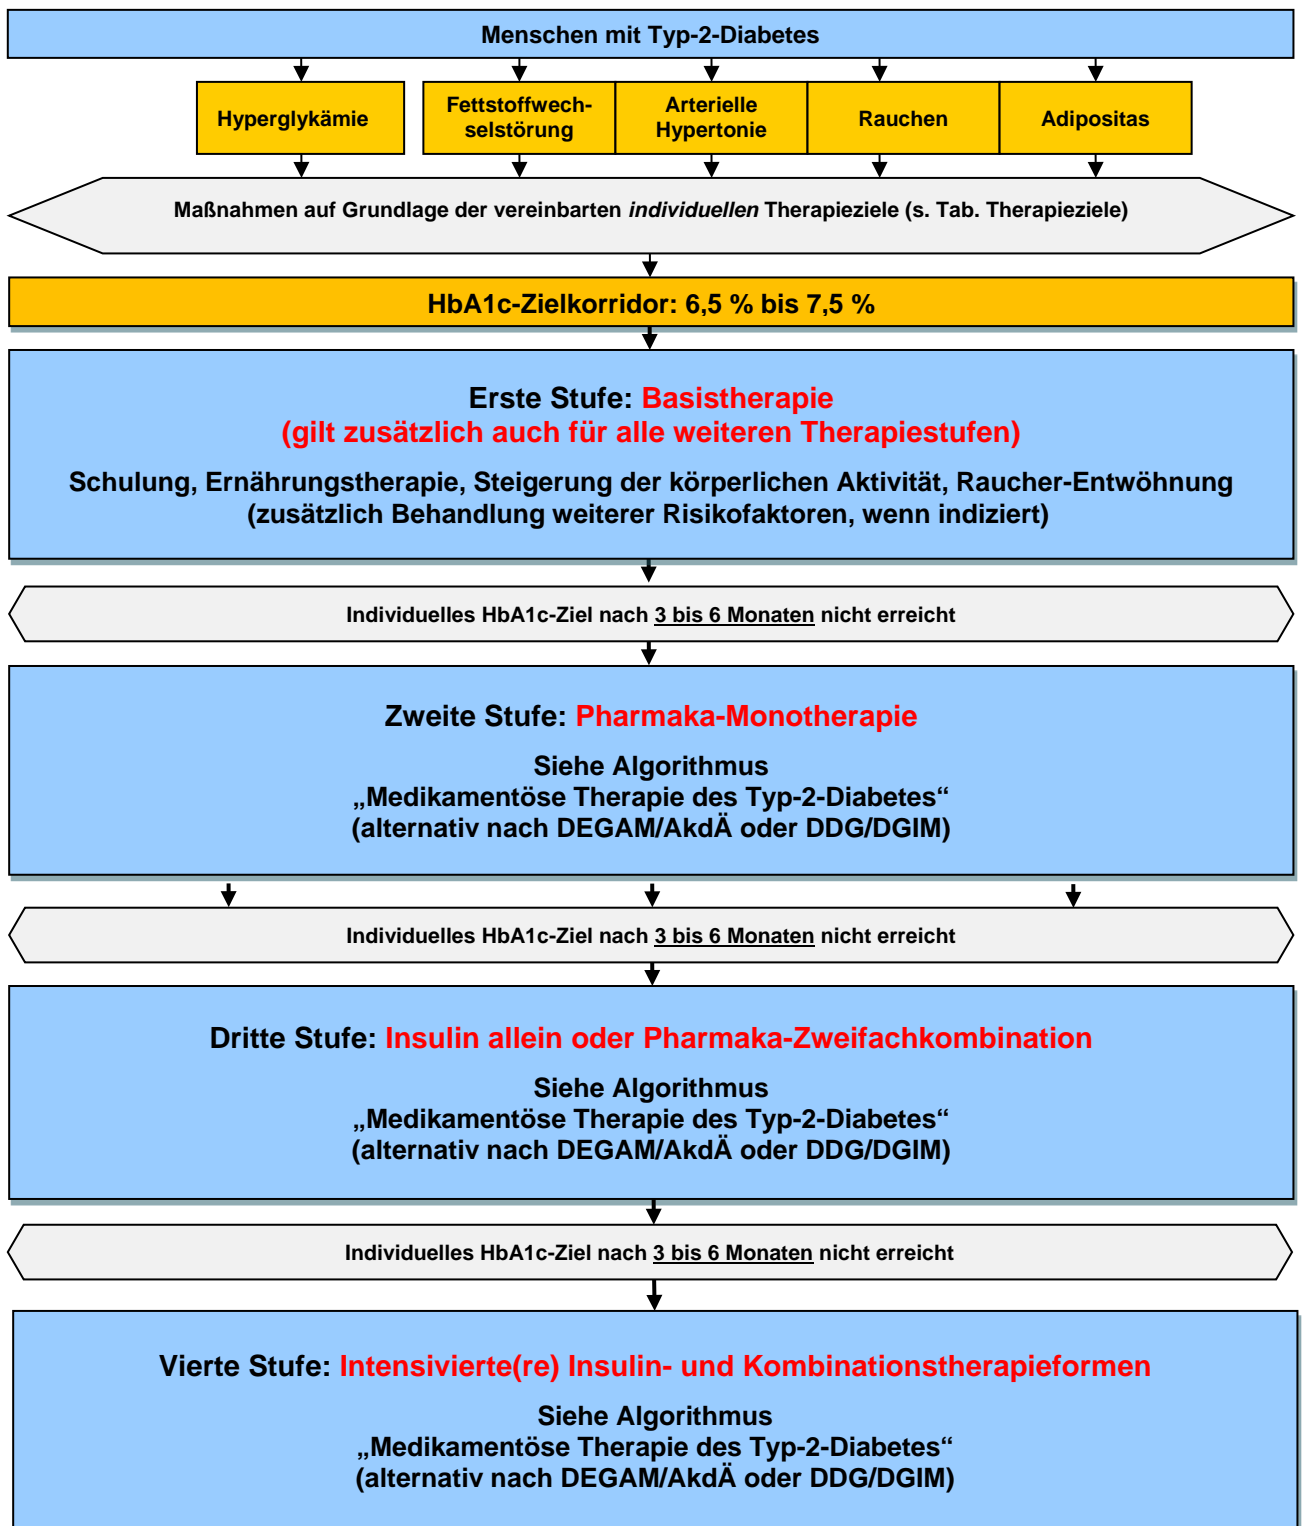 Menschen mit Typ-2-Diabetes
Hyperglykämie
Fettstoffwech-
selstörung
Arterielle
Hypertonie
Rauchen
Adipositas
Maßnahmen auf Grundlage der vereinbarten individuellen Therapieziele (s. Tab. Therapieziele)
HbA1c-Zielkorridor: 6,5 % bis 7,5 %
Erste Stufe: Basistherapie
(gilt zusätzlich auch für alle weiteren Therapiestufen)
Schulung, Ernährungstherapie, Steigerung der körperlichen Aktivität, Raucher-Entwöhnung
(zusätzlich Behandlung weiterer Risikofaktoren, wenn indiziert)
Individuelles HbA1c-Ziel nach 3 bis 6 Monaten nicht erreicht
Zweite Stufe: Pharmaka-Monotherapie
Siehe Algorithmus
„Medikamentöse Therapie des Typ-2-Diabetes“
(alternativ nach DEGAM/AkdÄ oder DDG/DGIM)
Individuelles HbA1c-Ziel nach 3 bis 6 Monaten nicht erreicht
Dritte Stufe: Insulin allein oder Pharmaka-Zweifachkombination
Siehe Algorithmus
„Medikamentöse Therapie des Typ-2-Diabetes“
(alternativ nach DEGAM/AkdÄ oder DDG/DGIM)
Individuelles HbA1c-Ziel nach 3 bis 6 Monaten nicht erreicht
Vierte Stufe: Intensivierte(re) Insulin- und Kombinationstherapieformen
Siehe Algorithmus
„Medikamentöse Therapie des Typ-2-Diabetes“
(alternativ nach DEGAM/AkdÄ oder DDG/DGIM)